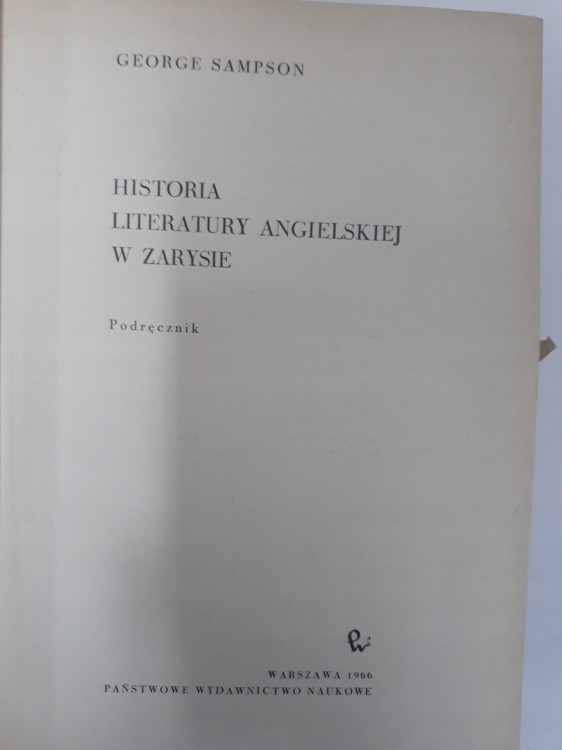 GEORGE SAMPSON
HISTORIA
LITERATURY ANGIELSKIEJ
W ZARYSIE
Podręcznik
WARSZAWA 1966
PAŃSTWOWE WYDAWNICTWO NAUKOWE